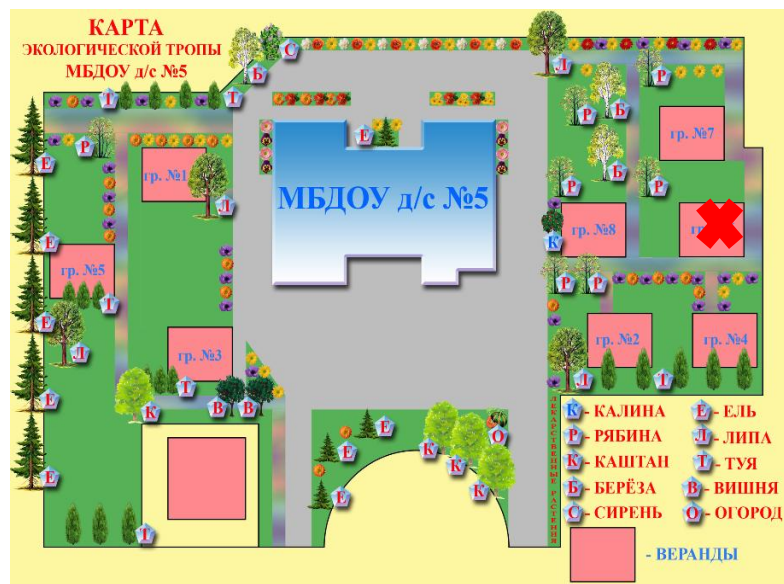 КАРТА
ЭКОЛОГИЧЕСКОЙ ТРОПЫ
МБДОУ д/с №5
С
Б
Л
Р
Т
Т
Р
Б
Е
гр. №7
Р
Е
гр. №1
Р
Р
Л
МБДОУ д/с №5
К
гр. №8
гр.
Е
гр. №5
Т
Р
Р
Е
Л
гр. №3
гр. №2
гр. №4
Т
Л
Т
Е
К
В
В
Е
К
К
К
О
Е
Е
Е
Т
ЛЕКАРСТВЕННЫЕ РАСТЕНИЯ
К - КАЛИНА
Р - РЯБИНА
К - КАШТАН
Б - БЕРЁЗА
С - СИРЕНЬ
Е - ЕЛЬ
Л - ЛИПА
Т - ТУЯ
В - ВИШНЯ
О - ОГОРОД
- ВЕРАНДЫ